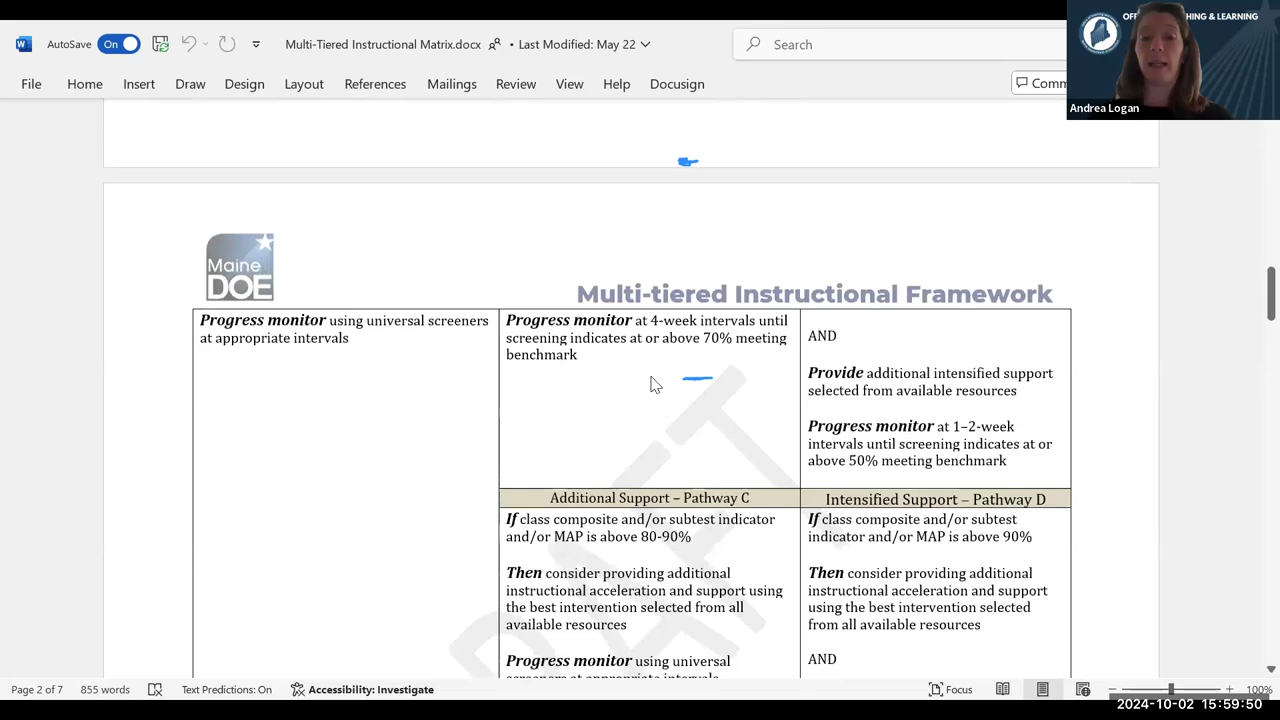 OFF
CHING & LEARNING
AutoSave On Multi-Tiered Instructional Matrix.docx • Last Modified: May 22 Search
File Home Insert Draw Design Layout References Mailings Review View Help Docusign Comm
Andrea Logan
Maine
DOE
Multi-tiered Instructional Framework
Progress monitor using universal screeners
at appropriate intervals
Progress monitor at 4-week intervals until
screening indicates at or above 70% meeting
benchmark
AND
Provide additional intensified support
selected from available resources
Progress monitor at 1–2-week
intervals until screening indicates at or
above 50% meeting benchmark
Additional Support – Pathway C
Intensified Support – Pathway D
If class composite and/or subtest indicator
and/or MAP is above 80-90%
Then consider providing additional
instructional acceleration and support using
the best intervention selected from all
available resources
Progress monitor using universal
screeners at appropriate intervals
If class composite and/or subtest
indicator and/or MAP is above 90%
Then consider providing additional
instructional acceleration and support
using the best intervention selected
from all available resources
AND
DRAFT
Page 2 of 7 855 words Text Predictions: On Accessibility: Investigate Focus 100%
2024-10-02 15:59:50